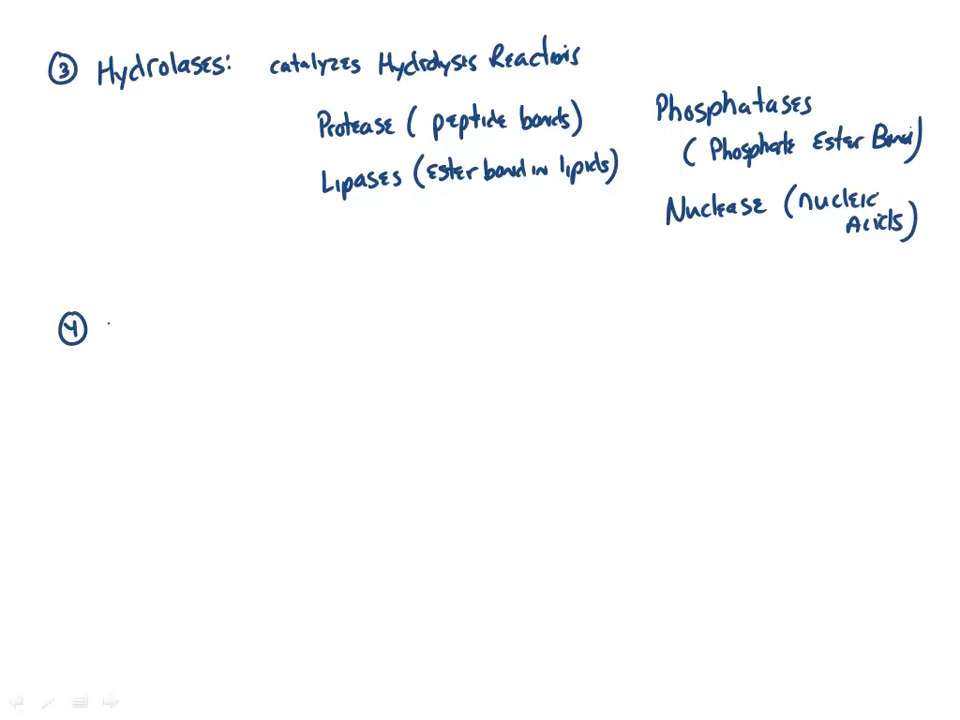 ③ Hydrolases: catalyzes Hydrolysis Reactions
Protease (peptide bonds)
Lipases (Ester bond in lipids)
Phosphatases
(Phosphate Ester Bond)
Nuclease (nucleic
Acids)
④